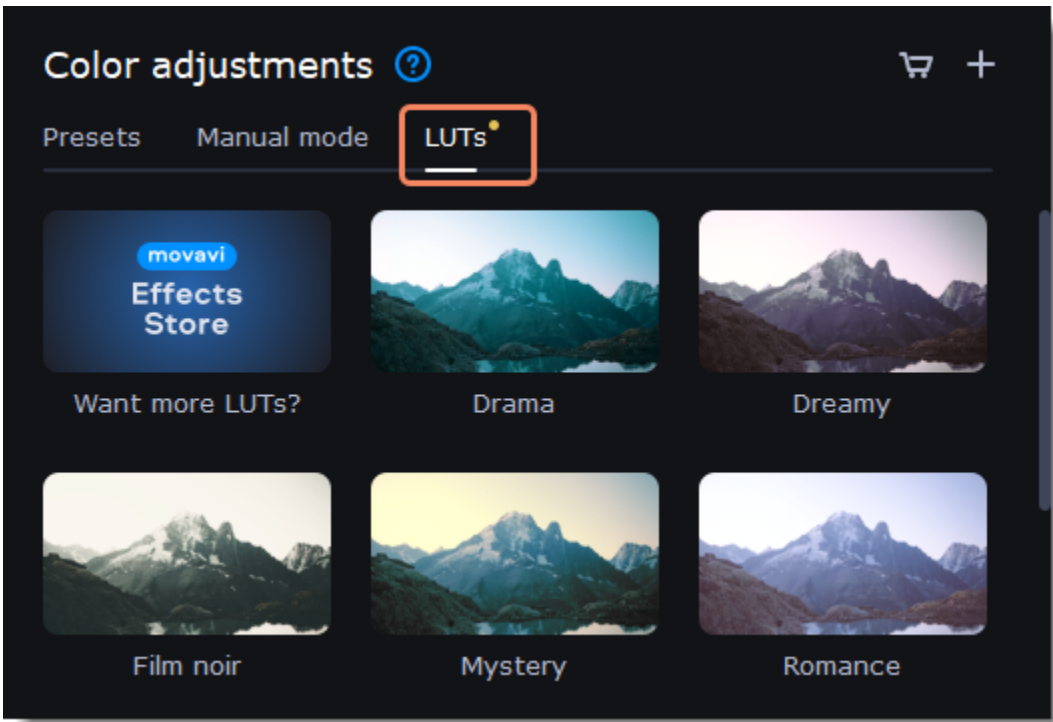 Color adjustments ?
Presets Manual mode LUTs
movavi
Effects
Store
Want more LUTs? Drama Dreamy
Film noir Mystery Romance